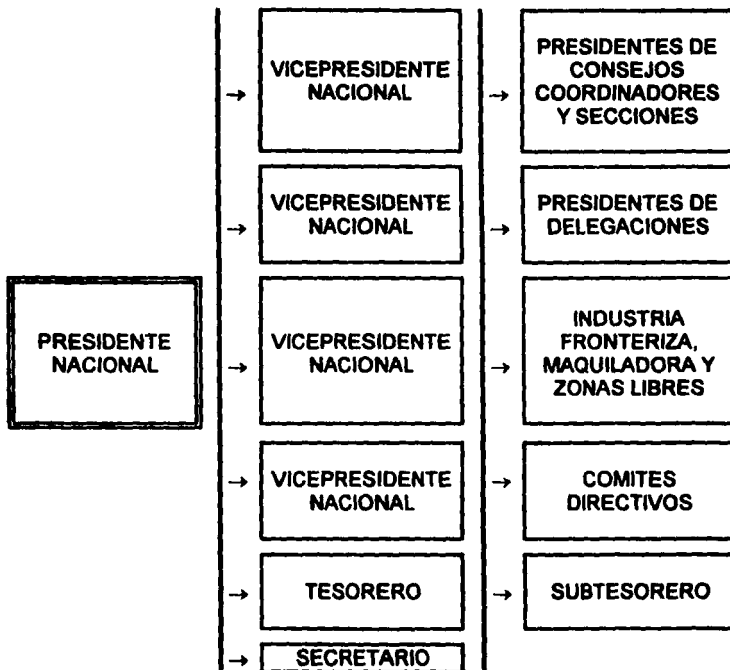 VICEPRESIDENTE
NACIONAL
→
PRESIDENTES DE
CONSEJOS
COORDINADORES
Y SECCIONES
→
VICEPRESIDENTE
NACIONAL
→
PRESIDENTES DE
DELEGACIONES
→
PRESIDENTE
NACIONAL
→
VICEPRESIDENTE
NACIONAL
→
INDUSTRIA
FRONTERIZA,
MAQUILADORA Y
ZONAS LIBRES
→
VICEPRESIDENTE
NACIONAL
→
COMITES
DIRECTIVOS
→
TESORERO
→
SUBTESORERO
→
SECRETARIO